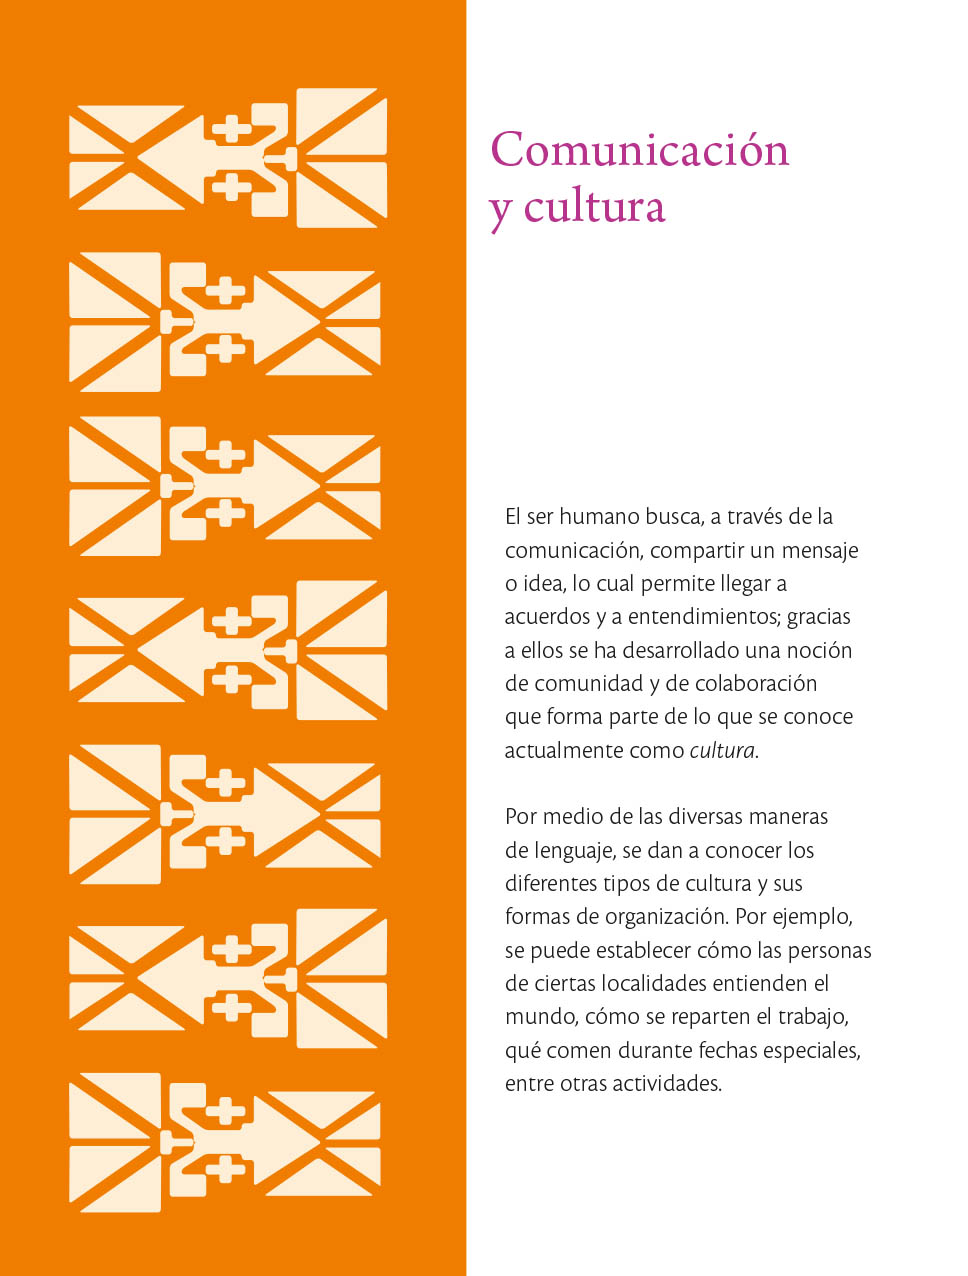 Comunicación
y cultura
El ser humano busca, a través de la
comunicación, compartir un mensaje
o idea, lo cual permite llegar a
acuerdos y a entendimientos; gracias
a ellos se ha desarrollado una noción
de comunidad y de colaboración
que forma parte de lo que se conoce
actualmente como cultura.
Por medio de las diversas maneras
de lenguaje, se dan a conocer los
diferentes tipos de cultura y sus
formas de organización. Por ejemplo,
se puede establecer cómo las personas
de ciertas localidades entienden el
mundo, cómo se reparten el trabajo,
qué comen durante fechas especiales,
entre otras actividades.